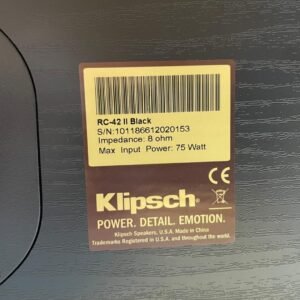 RC-42 II Black
S/N:101186612020153
Impedance: 8 ohm
Max Input Power: 75 Watt
CE
Klipsch®
POWER. DETAIL. EMOTION.
Klipsch Speakers, U.S.A. Made in China
Trademarks Registered in U.S.A. and throughout the world.